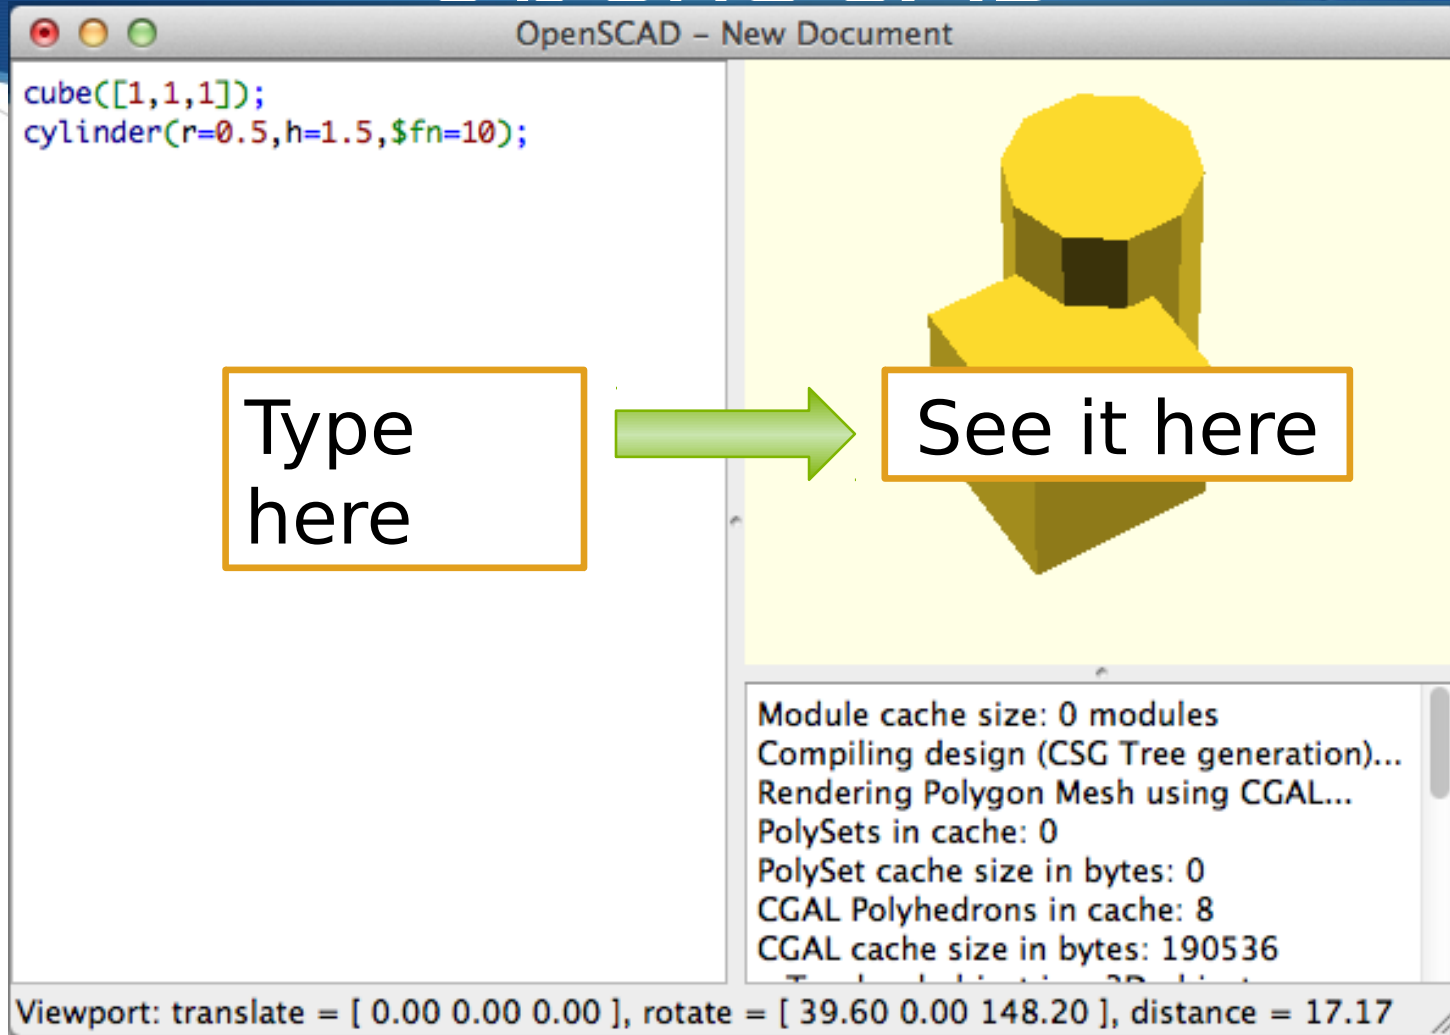 OpenSCAD – New Document
cube([1,1,1]);
cylinder(r=0.5,h=1.5,$fn=10);
Type
here
See it here
Module cache size: 0 modules
Compiling design (CSG Tree generation)...
Rendering Polygon Mesh using CGAL...
PolySets in cache: 0
PolySet cache size in bytes: 0
CGAL Polyhedrons in cache: 8
CGAL cache size in bytes: 190536
Viewport: translate = [ 0.00 0.00 0.00 ], rotate = [ 39.60 0.00 148.20 ], distance = 17.17